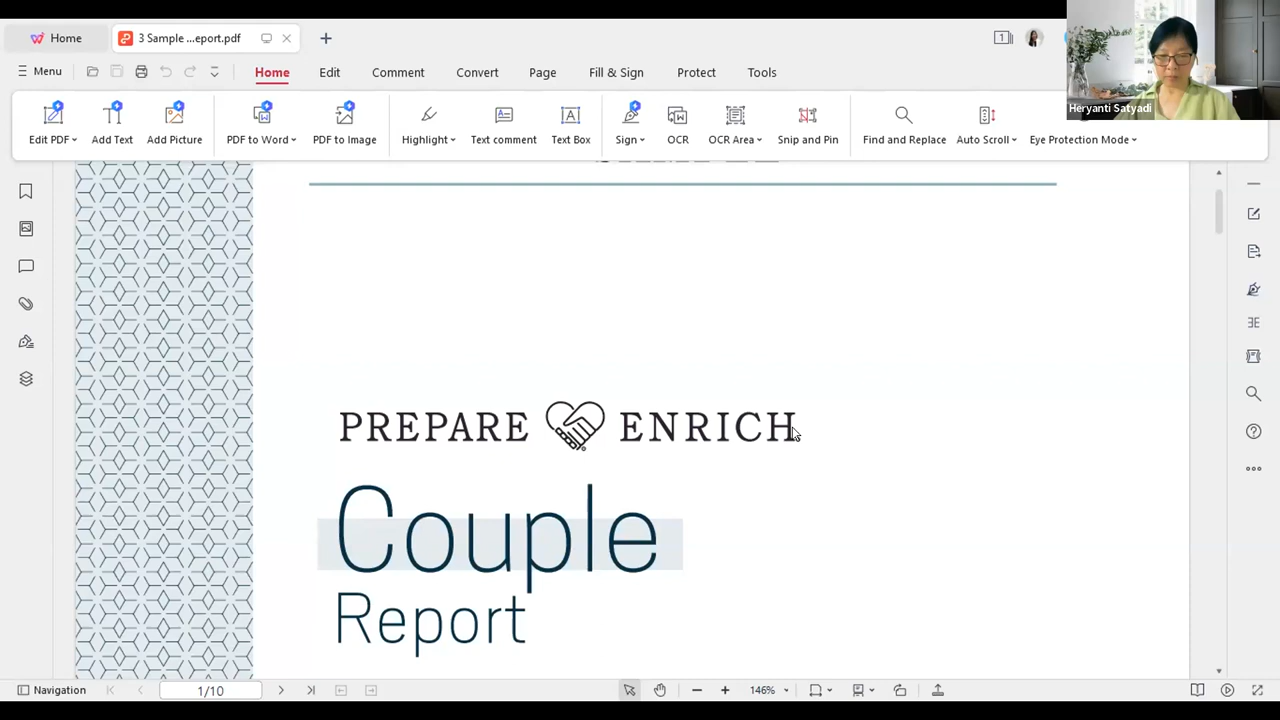 Home
3 Sample ...eport.pdf
1
Menu
Home
Edit
Comment
Convert
Page
Fill & Sign
Protect
Tools
Edit PDF
Add Text
Add Picture
PDF to Word
PDF to Image
Highlight
Text comment
Text Box
Sign
OCR
OCR Area
Snip and Pin
Find and Replace
Auto Scroll
Eye Protection Mode
Heryanti Satyadi
PREPARE ENRICH
Couple
Report
Navigation
1/10
146%